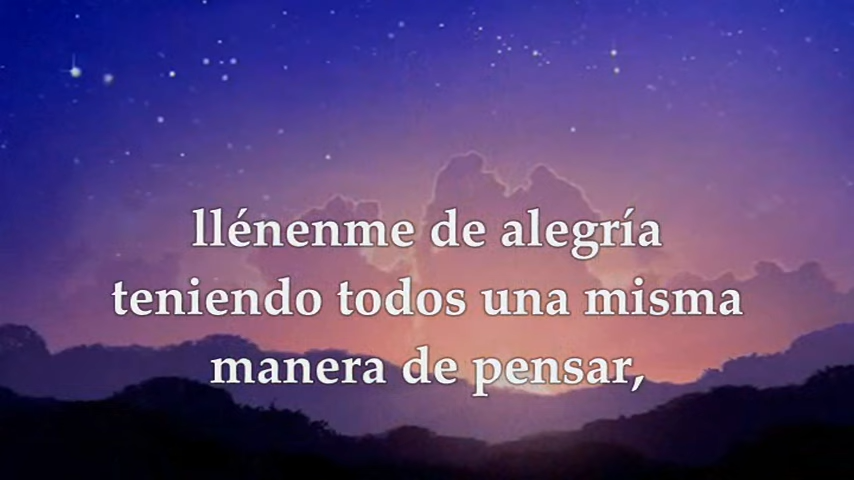 llénenme de alegría
teniendo todos una misma
manera de pensar,